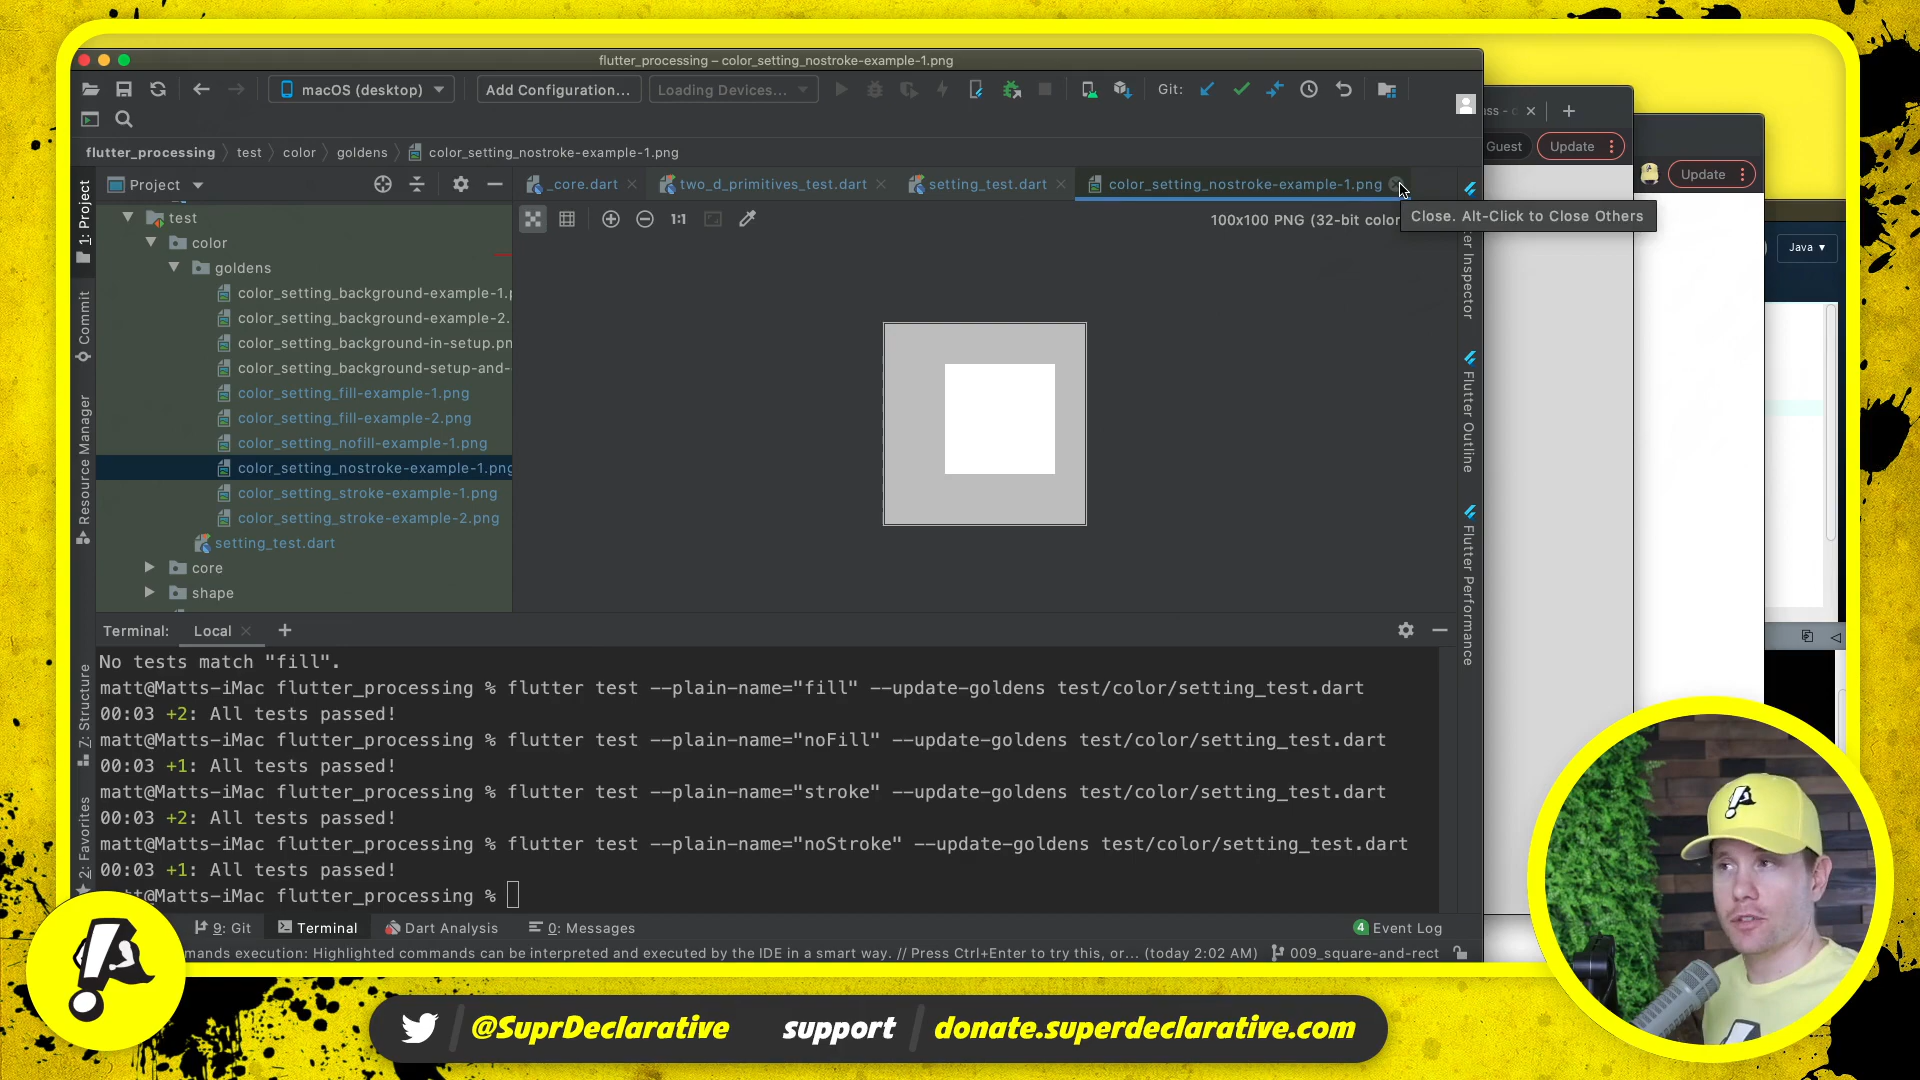 flutter_processing – color_setting_nostroke-example-1.png
macOS (desktop)
Add Configuration...
Loading Devices...
Git:
flutter_processing
test
color
goldens
color_setting_nostroke-example-1.png
Guest
Update
Update
Java ▾
1: Project
Commit
Resource Manager
Z: Structure
2: Favorites
Project
_core.dart
two_d_primitives_test.dart
setting_test.dart
color_setting_nostroke-example-1.png
1:1
100x100 PNG (32-bit color
Close. Alt-Click to Close Others
test
color
goldens
color_setting_background-example-1.p
color_setting_background-example-2.
color_setting_background-in-setup.pn
color_setting_background-setup-and-
color_setting_fill-example-1.png
color_setting_fill-example-2.png
color_setting_nofill-example-1.png
color_setting_nostroke-example-1.png
color_setting_stroke-example-1.png
color_setting_stroke-example-2.png
setting_test.dart
core
shape
Inspector
Flutter Outline
Flutter Performance
Terminal:
Local
No tests match "fill".
matt@Matts-iMac flutter_processing % flutter test --plain-name="fill" --update-goldens test/color/setting_test.dart
00:03 +2: All tests passed!
matt@Matts-iMac flutter_processing % flutter test --plain-name="noFill" --update-goldens test/color/setting_test.dart
00:03 +1: All tests passed!
matt@Matts-iMac flutter_processing % flutter test --plain-name="stroke" --update-goldens test/color/setting_test.dart
00:03 +2: All tests passed!
matt@Matts-iMac flutter_processing % flutter test --plain-name="noStroke" --update-goldens test/color/setting_test.dart
00:03 +1: All tests passed!
matt@Matts-iMac flutter_processing %
9: Git
Terminal
Dart Analysis
0: Messages
4 Event Log
mands execution: Highlighted commands can be interpreted and executed by the IDE in a smart way. // Press Ctrl+Enter to try this, or... (today 2:02 AM)
009_square-and-rect
@SuprDeclarative
support
donate.superdeclarative.com